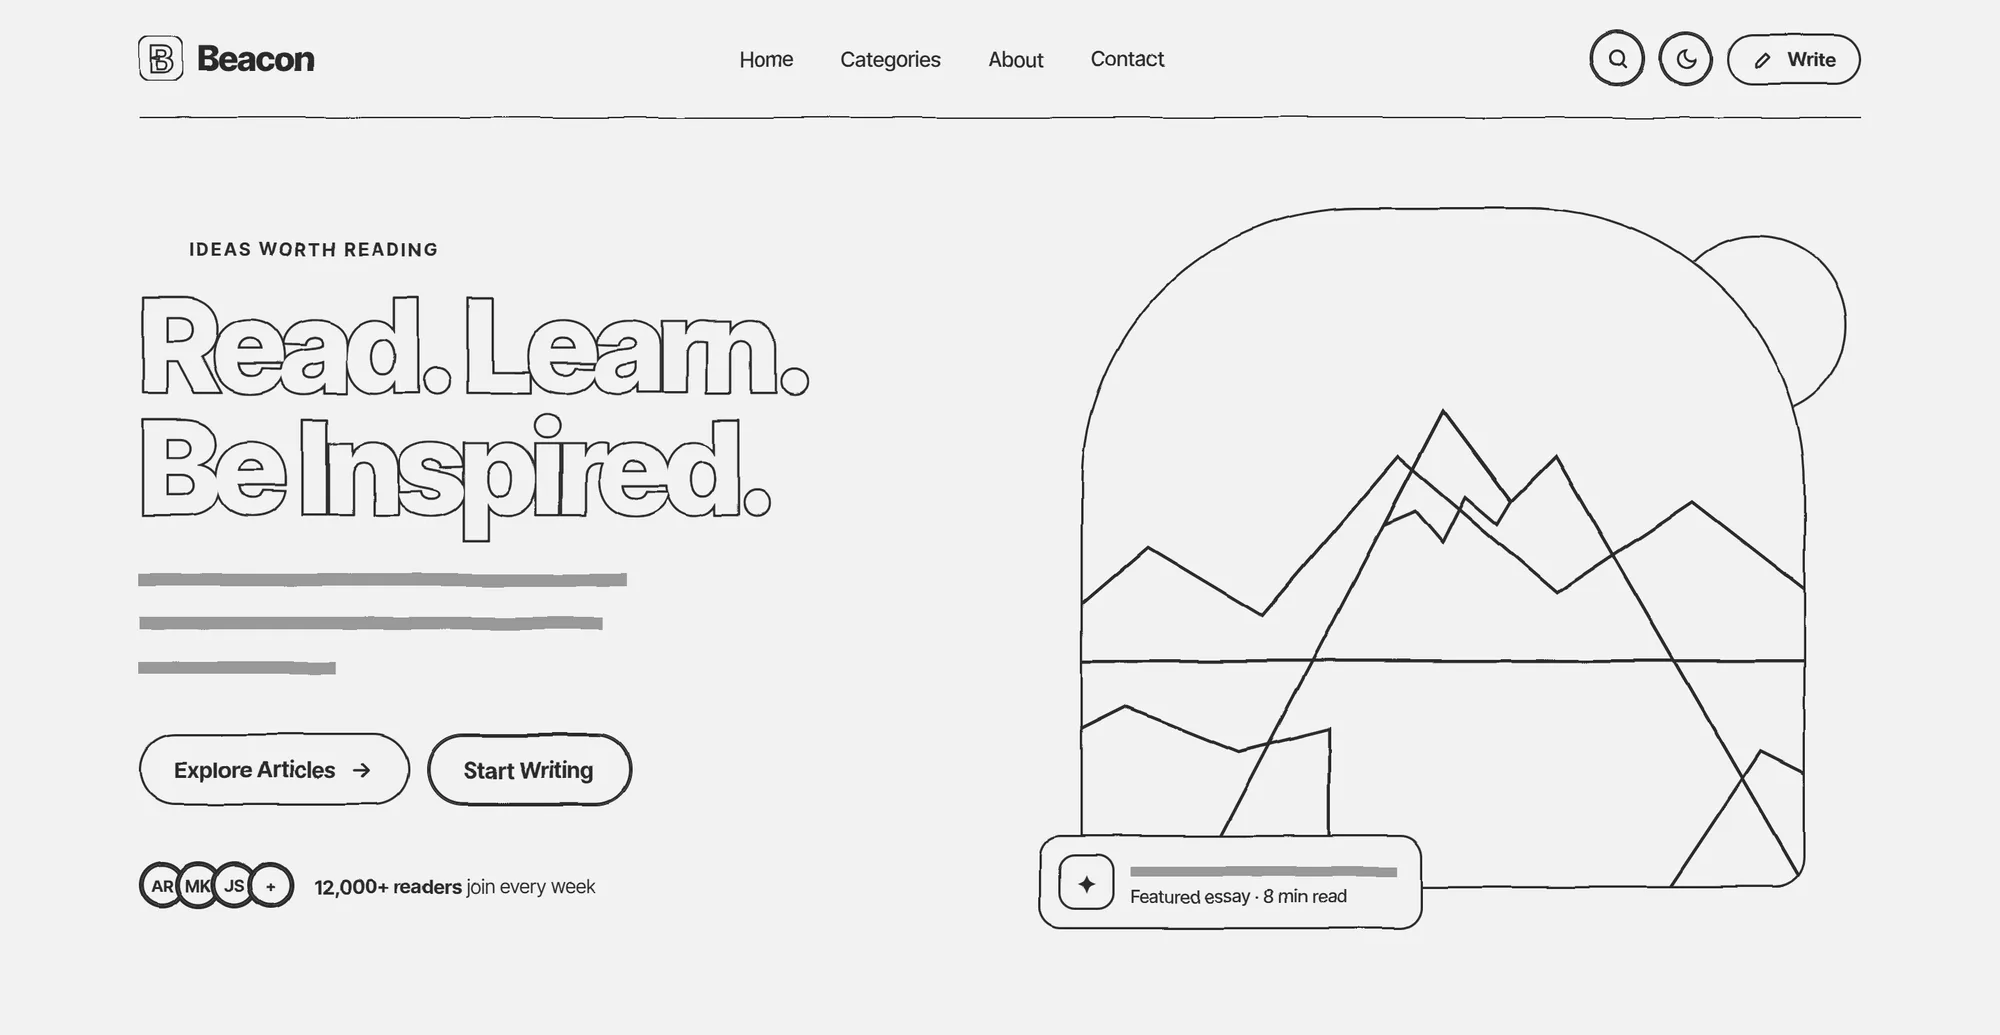 B Beacon
Home Categories About Contact
Write
IDEAS WORTH READING
Read. Learn.
Be Inspired.
Explore Articles →
Start Writing
AR MK JS +
12,000+ readers join every week
Featured essay · 8 min read